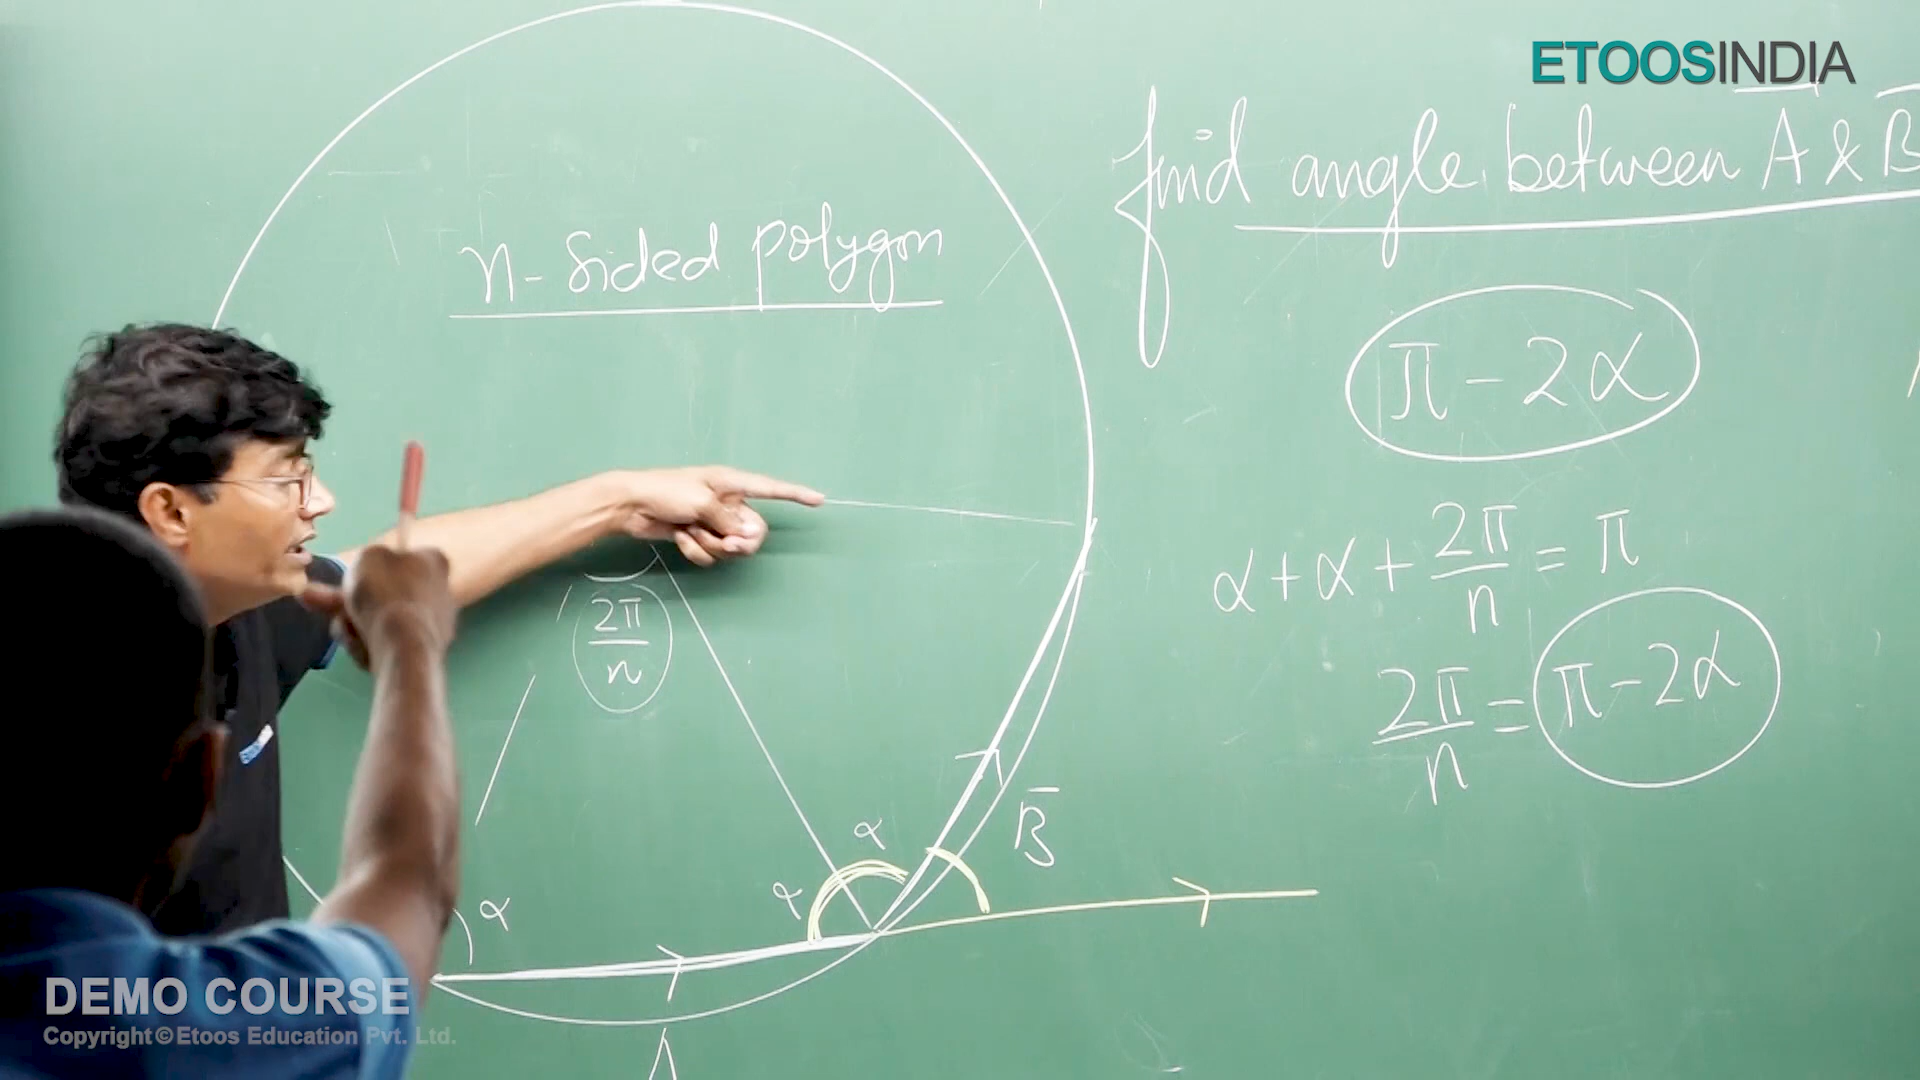 ETOOSINDIA
find angle between A̅ & B̅
n-sided polygon
π-2α
α+α+2π/n=π
2π/n=π-2α
2π/n
B̅
α
α
α
A
DEMO COURSE
Copyright©Etoos Education Pvt. Ltd.